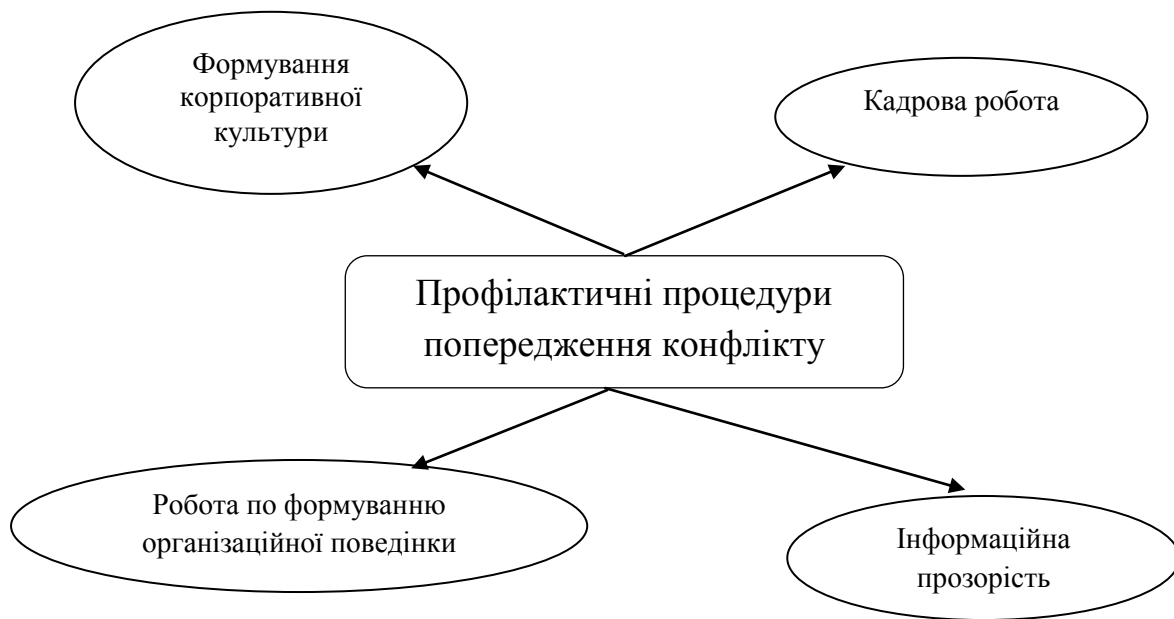 Формування
корпоративної
культури
Кадрова робота
Профілактичні процедури
попередження конфлікту
Робота по формуванню
організаційної поведінки
Інформаційна
прозорість